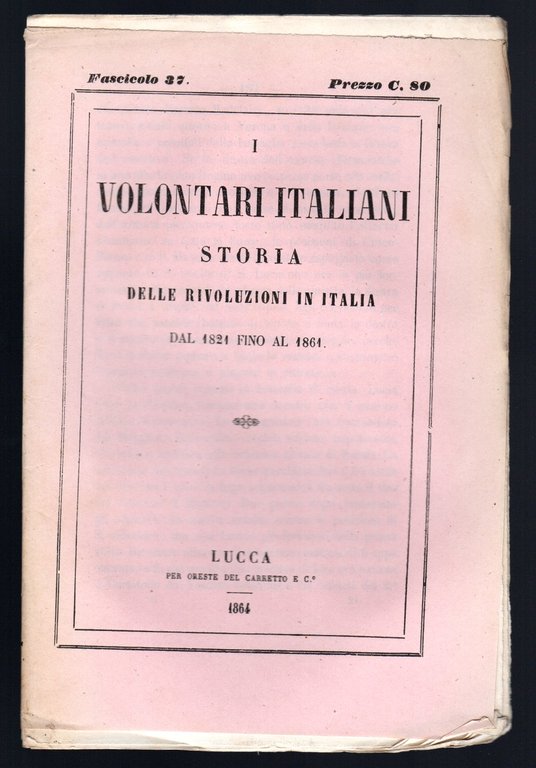 Fascicolo 37.
Prezzo C. 80
I
VOLONTARI ITALIANI
STORIA
DELLE RIVOLUZIONI IN ITALIA
DAL 1821 FINO AL 1861.
LUCCA
PER ORESTE DEL CARRETTO E C.º
1864